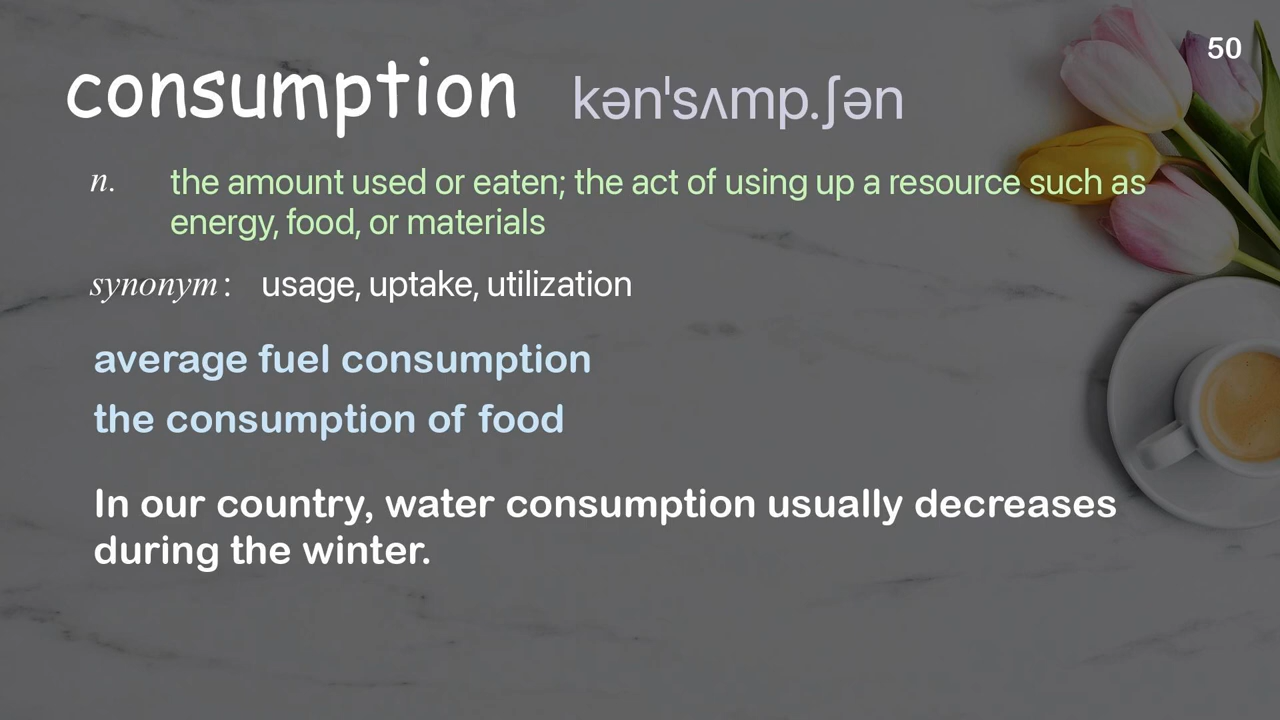 50
consumption kən'sʌmp.ʃən
n. the amount used or eaten; the act of using up a resource such as
energy, food, or materials
synonym: usage, uptake, utilization
average fuel consumption
the consumption of food
In our country, water consumption usually decreases
during the winter.